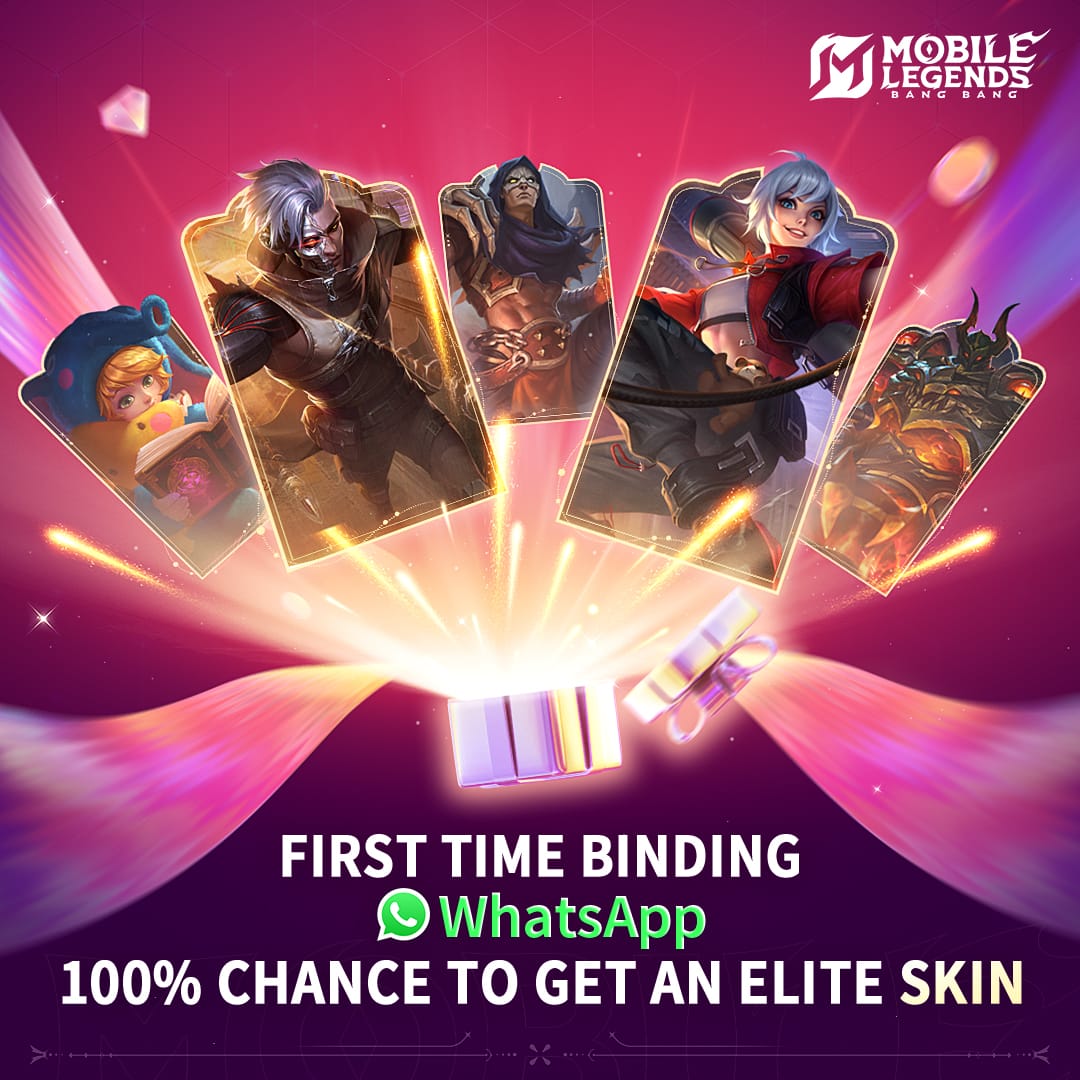 MOBILE
LEGENDS
BANG BANG
FIRST TIME BINDING
WhatsApp
100% CHANCE TO GET AN ELITE SKIN